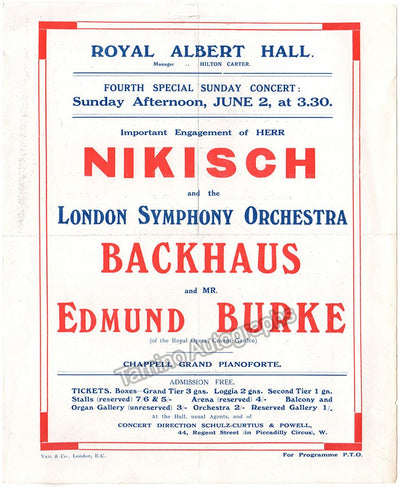 ROYAL ALBERT HALL.
Manager .. HILTON CARTER.
FOURTH SPECIAL SUNDAY CONCERT:
Sunday Afternoon, JUNE 2, at 3.30.
Important Engagement of HERR
NIKISCH
and the
LONDON SYMPHONY ORCHESTRA
BACKHAUS
and MR.
EDMUND BURKE
(of the Royal Opera, Covent Garden)
CHAPPELL GRAND PIANOFORTE.
Tamino Autographs
ADMISSION FREE.
TICKETS. Boxes—Grand Tier 3 gns. Loggia 2 gns. Second Tier 1 gn.
Stalls (reserved) 7/6 & 5/- Arena (reserved) 4/- Balcony and
Organ Gallery (unreserved) 3/- Orchestra 2/- Reserved Gallery 1/-
At the Hall, usual Agents, and of
CONCERT DIRECTION SCHULZ-CURTIUS & POWELL,
44, Regent Street (in Piccadilly Circus), W.
VAIL & Co., London, E.C.
For Programme P.T.O.